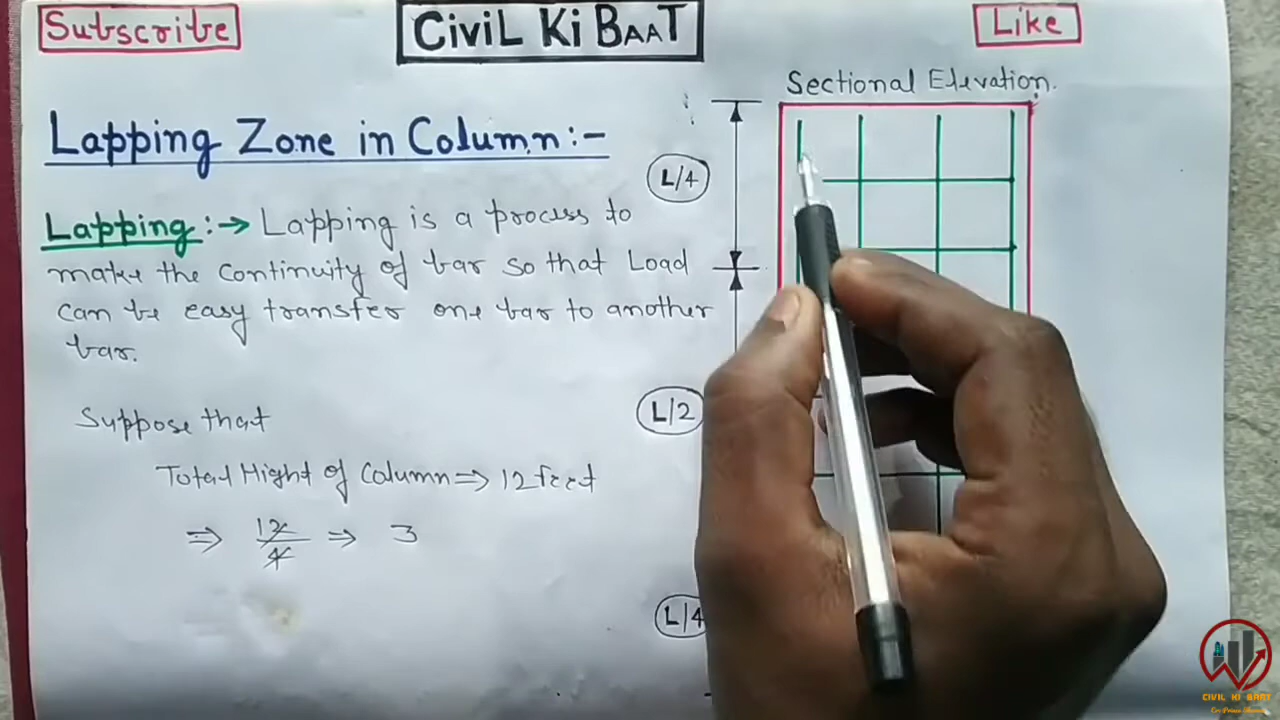 Subscribe
CiviL Ki BAAT
Like
Sectional Elevation.
Lapping Zone in Column:-
L/4
Lapping:→ Lapping is a process to
make the continuity of bar so that Load
can be easy transfer one bar to another
bar.
L/2
Suppose that
Total Hight of Column ⇒ 12 feet
⇒ 12/4 ⇒ 3
L/4
CIVIL KI BAAT